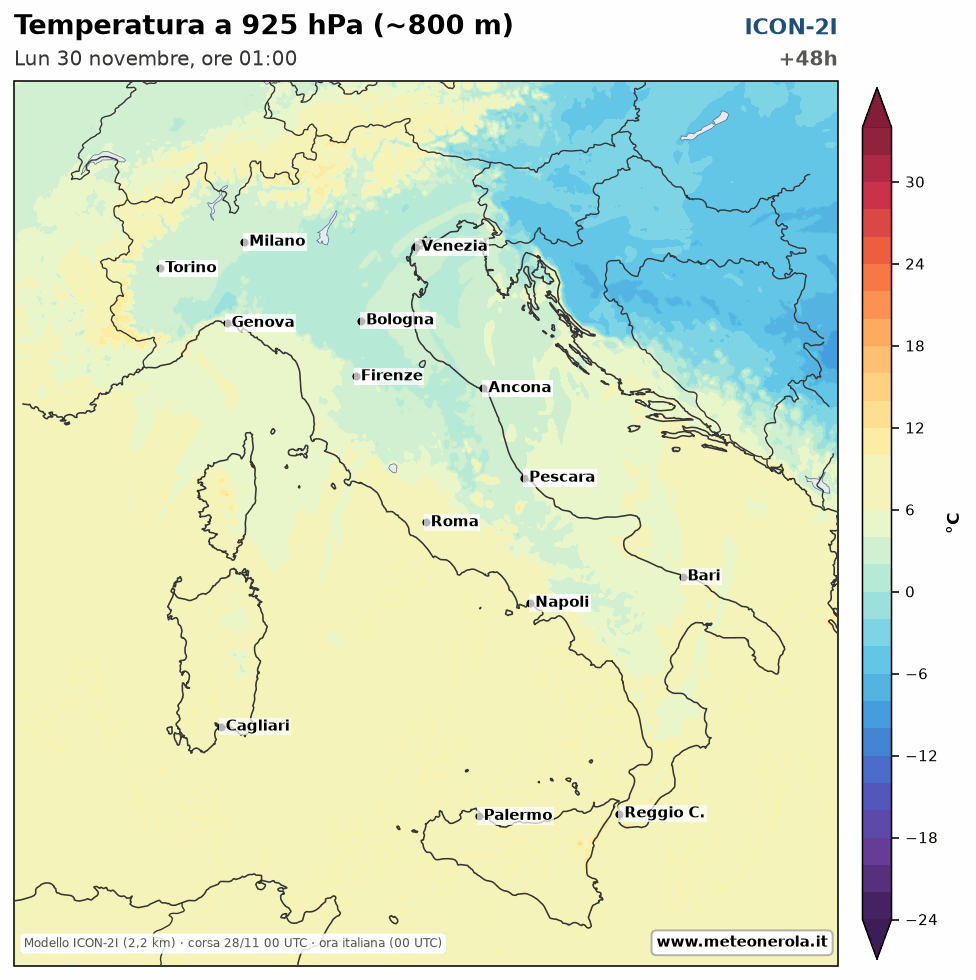 Temperatura a 925 hPa (~800 m)
ICON-2I
Lun 30 novembre, ore 01:00
+48h
Milano
Venezia
Torino
Genova
Bologna
Firenze
Ancona
Pescara
Roma
Bari
Napoli
Cagliari
Palermo
Reggio C.
30
24
18
12
6
0
−6
−12
−18
−24
°C
Modello ICON-2I (2,2 km) · corsa 28/11 00 UTC · ora italiana (00 UTC)
www.meteonerola.it